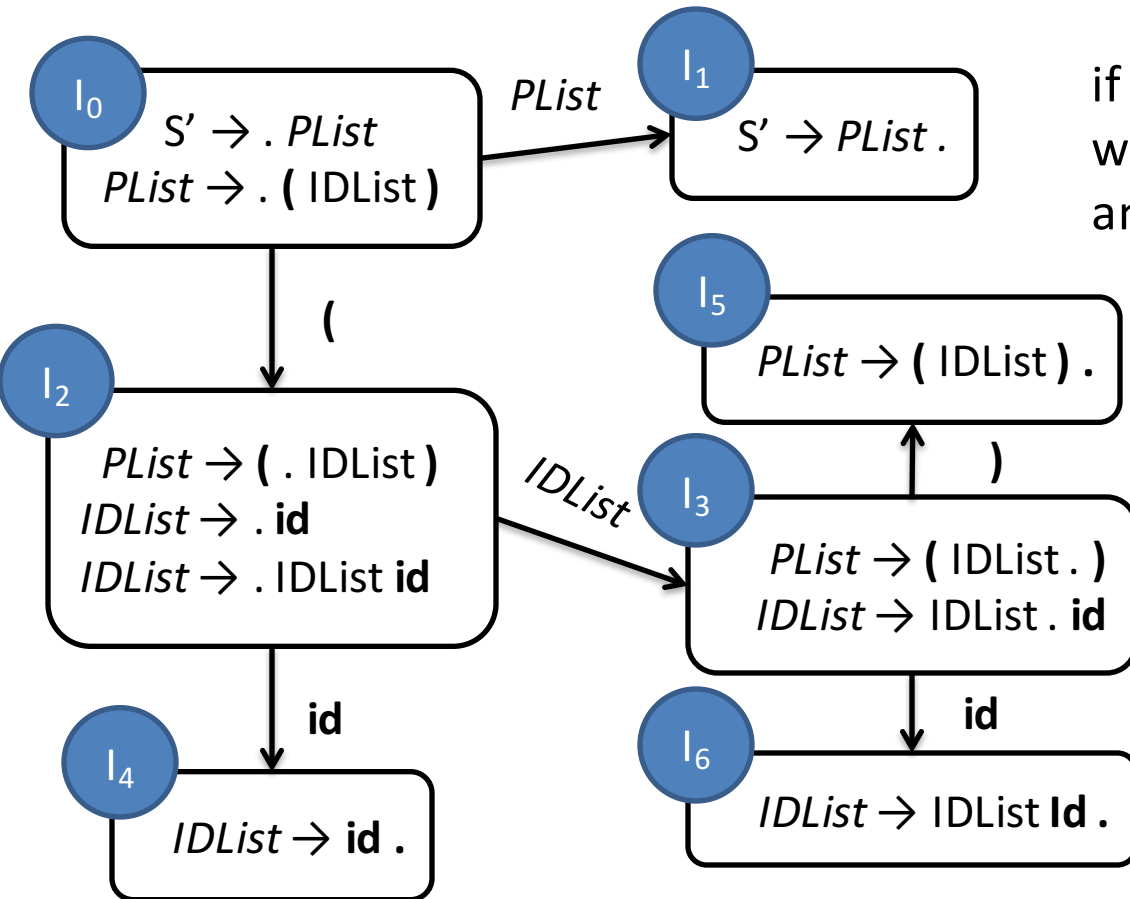 I₀
S’ → . PList
PList → . ( IDList )
PList
I₁
S’ → PList .
if
w
ar
(
I₂
PList → ( . IDList )
IDList → . id
IDList → . IDList id
IDList
I₅
PList → ( IDList ) .
)
I₃
PList → ( IDList . )
IDList → IDList . id
id
I₄
IDList → id .
id
I₆
IDList → IDList Id .